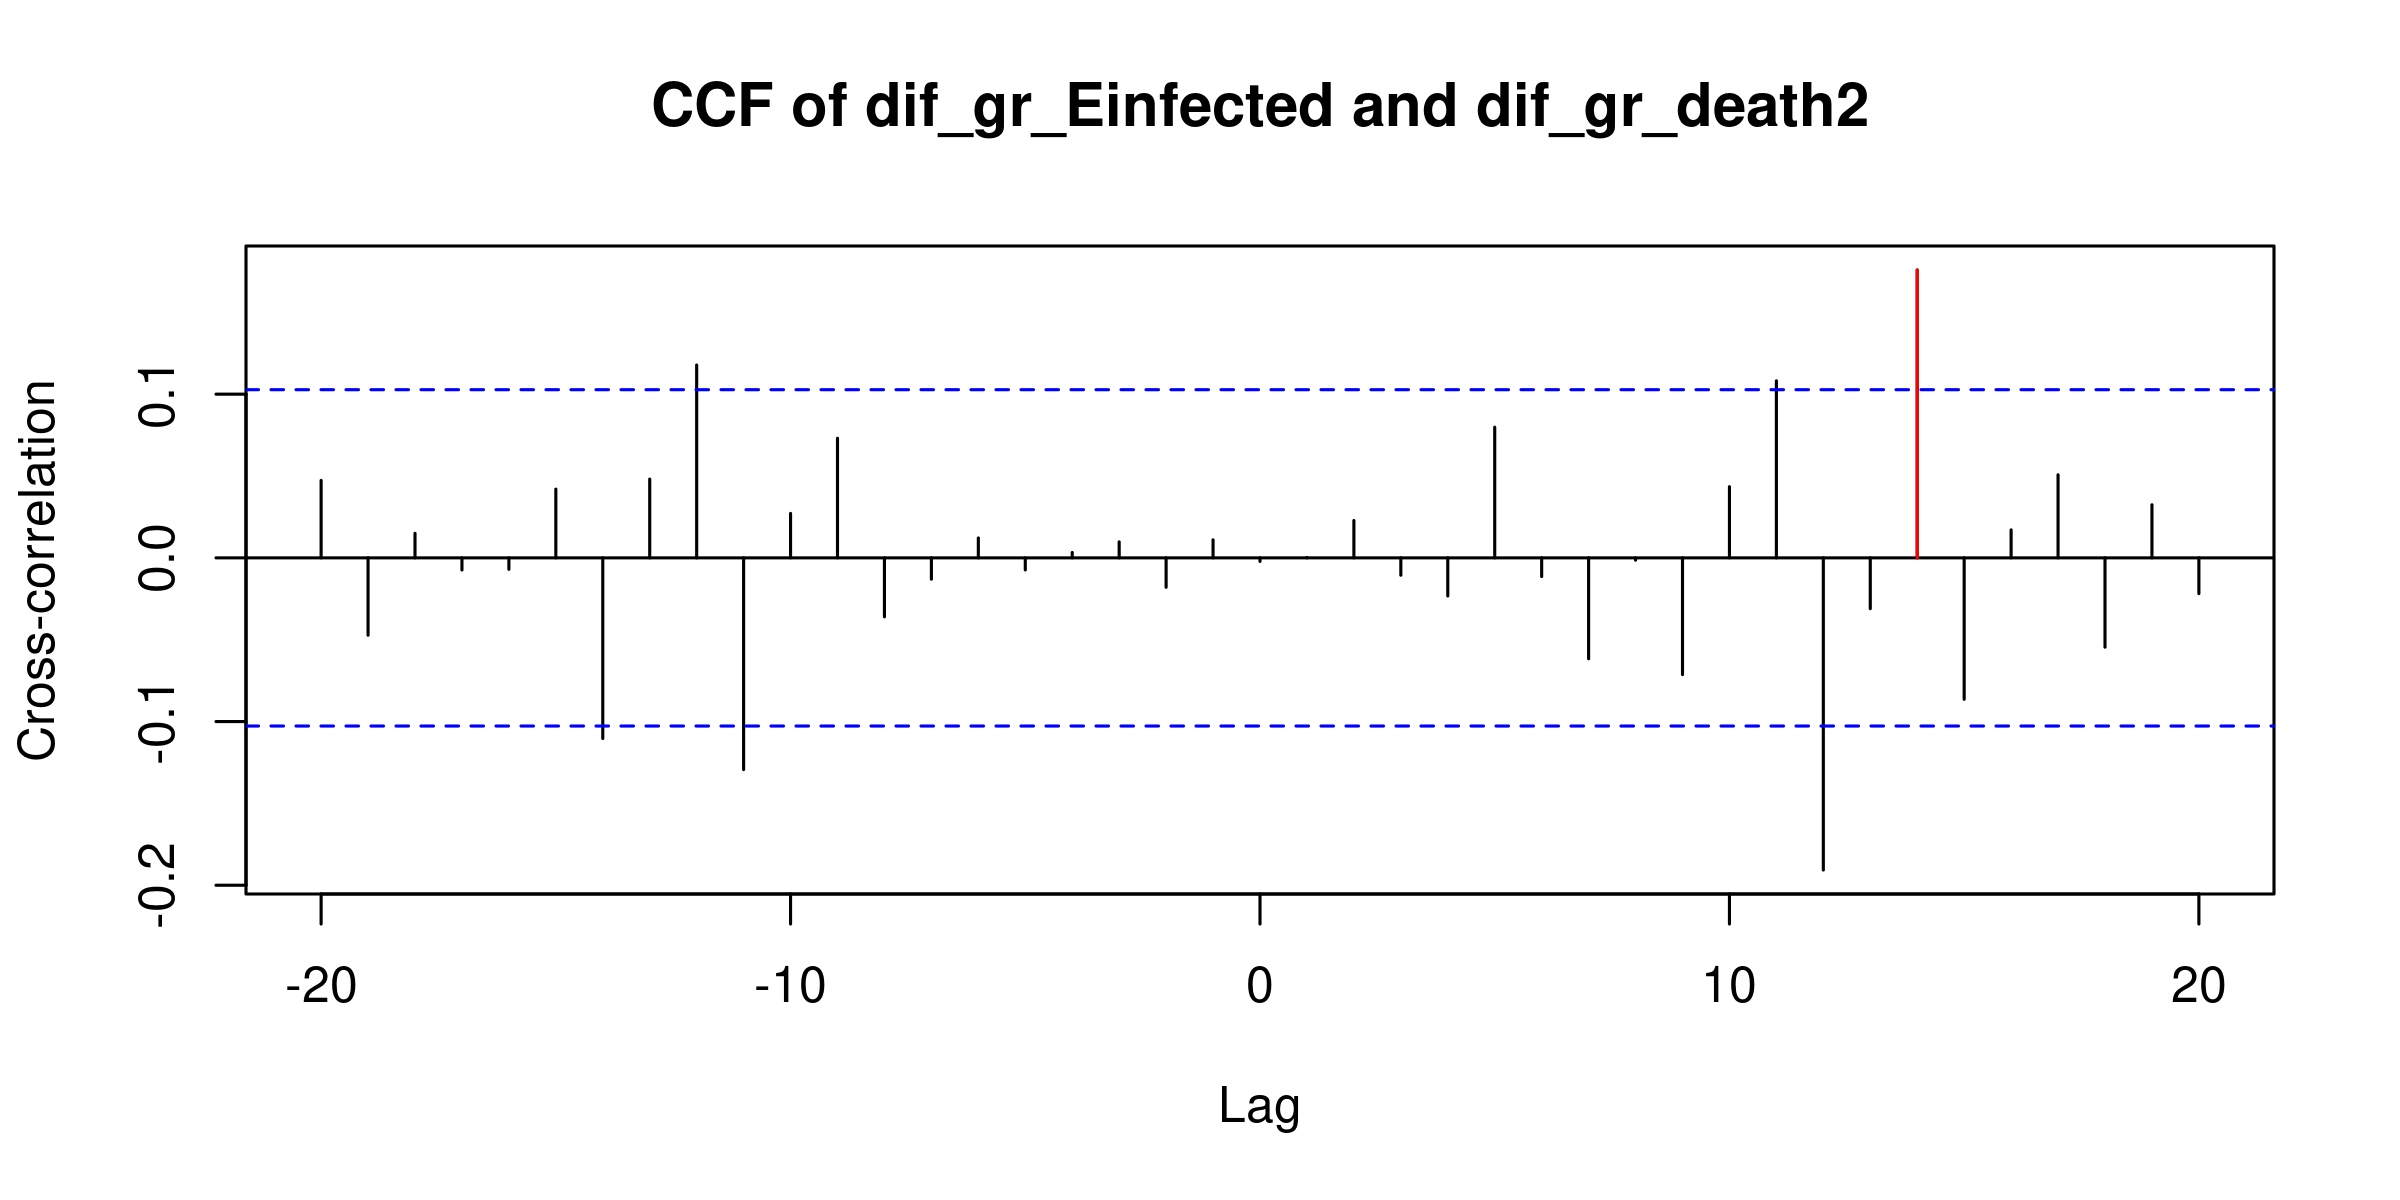 CCF of dif_gr_Einfected and dif_gr_death2
Cross-correlation
0.1
0.0
-0.1
-0.2
-20 -10 0 10 20
Lag